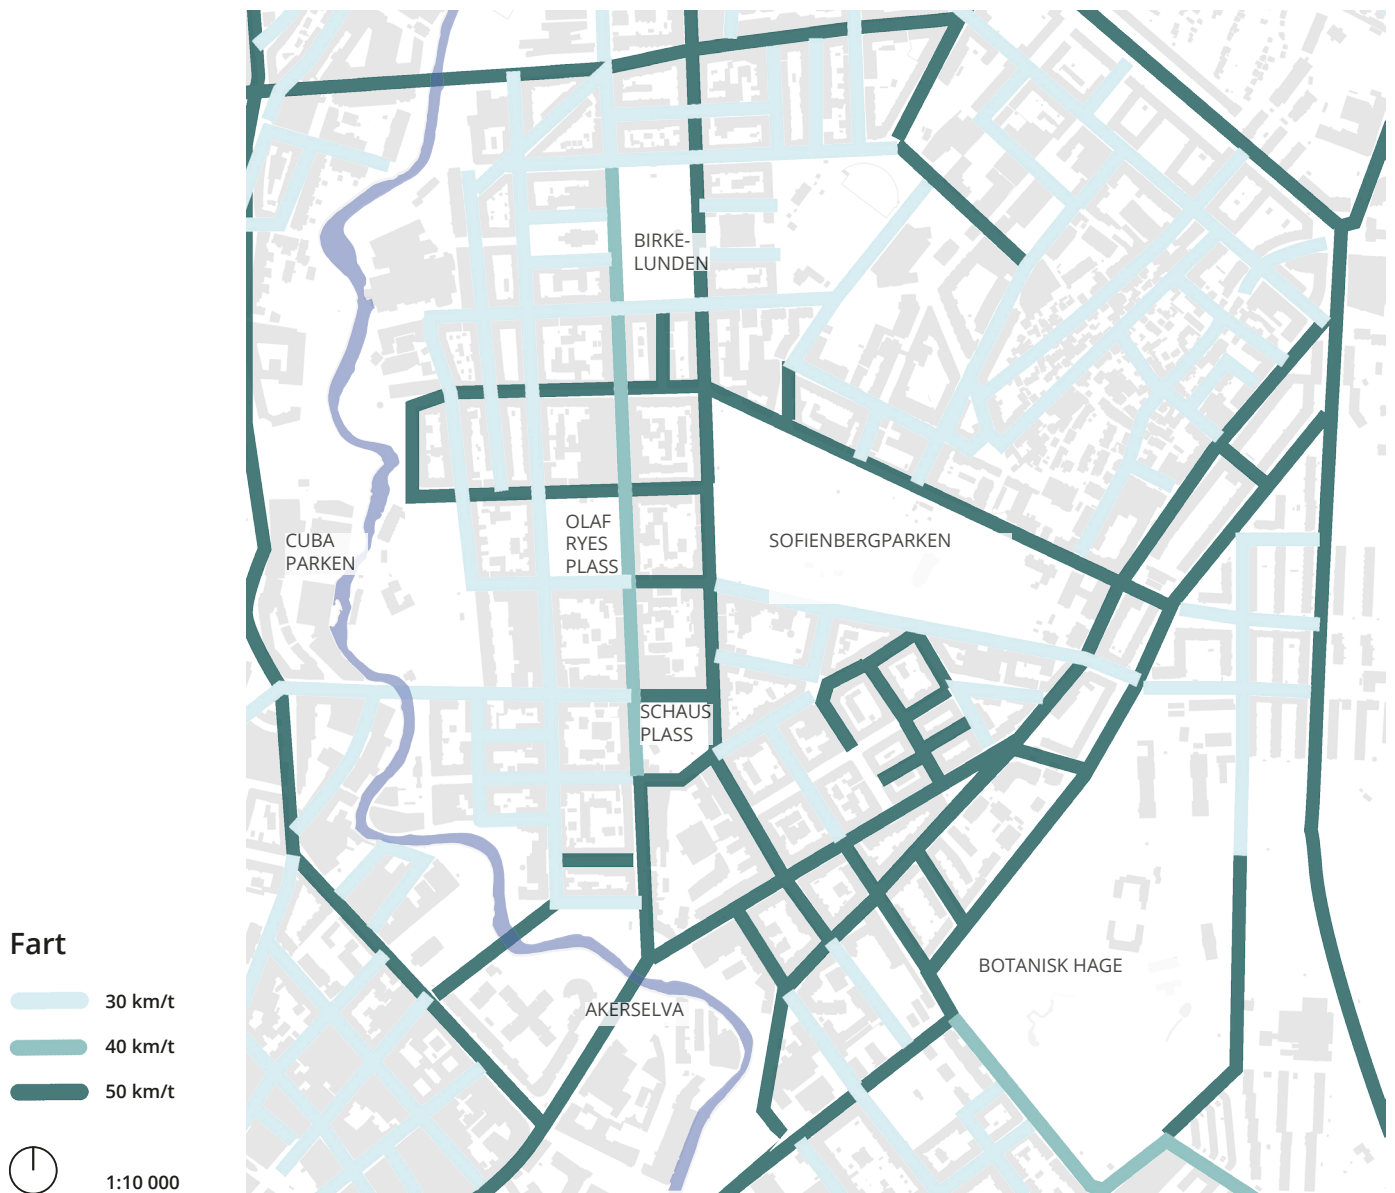 BIRKE-
LUNDEN
OLAF
RYES
PLASS
SOFIENBERGPARKEN
CUBA
PARKEN
SCHAUS
PLASS
BOTANISK HAGE
AKERSELVA
Fart
30 km/t
40 km/t
50 km/t
1:10 000